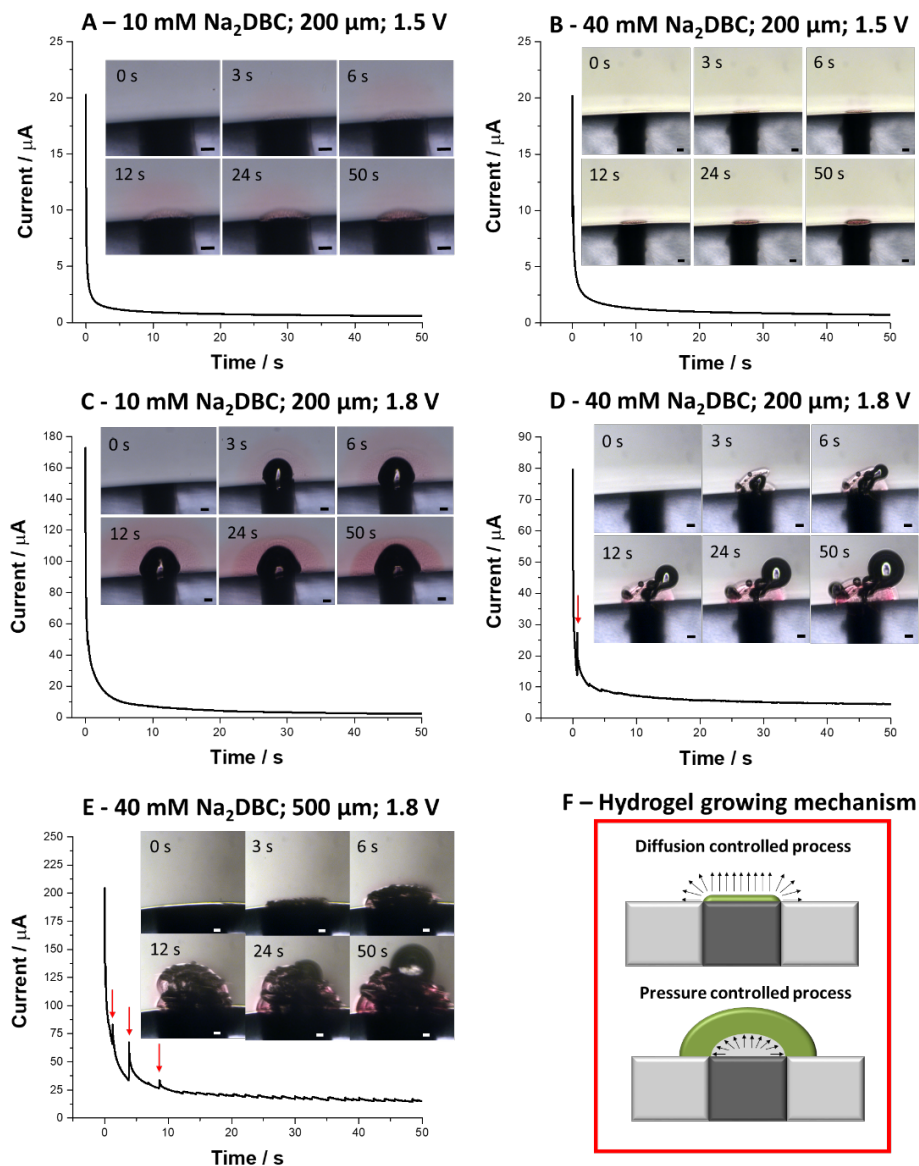 A – 10 mM Na₂DBC; 200 µm; 1.5 V
25
20
15
10
5
0
Current / µA
0 s
3 s
6 s
12 s
24 s
50 s
0
10
20
30
40
50
Time / s
B - 40 mM Na₂DBC; 200 µm; 1.5 V
25
20
15
10
5
0
Current / µA
0 s
3 s
6 s
12 s
24 s
50 s
0
10
20
30
40
50
Time / s
C - 10 mM Na₂DBC; 200 µm; 1.8 V
180
160
140
120
100
80
60
40
20
0
Current / µA
0 s
3 s
6 s
12 s
24 s
50 s
0
10
20
30
40
50
Time / s
D - 40 mM Na₂DBC; 200 µm; 1.8 V
90
80
70
60
50
40
30
20
10
0
Current / µA
0 s
3 s
6 s
12 s
24 s
50 s
0
10
20
30
40
50
Time / s
E - 40 mM Na₂DBC; 500 µm; 1.8 V
250
225
200
175
150
125
100
75
50
25
0
Current / µA
0 s
3 s
6 s
12 s
24 s
50 s
0
10
20
30
40
50
Time / s
F – Hydrogel growing mechanism
Diffusion controlled process
Pressure controlled process